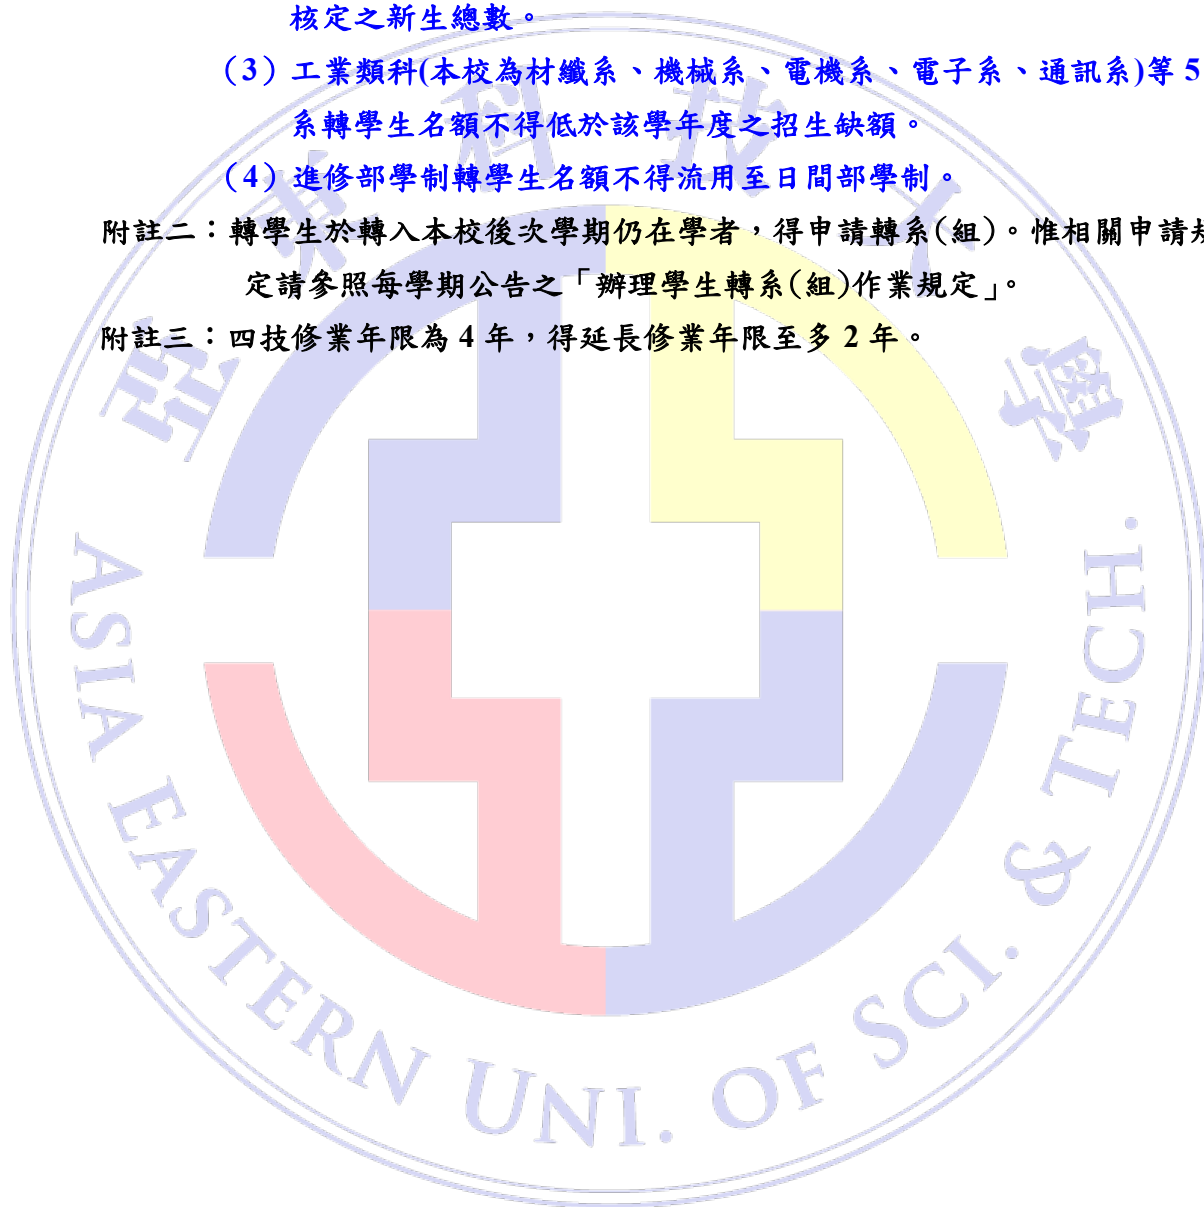 核定之新生總數。
（3）工業類科(本校為材纖系、機械系、電機系、電子系、通訊系)等 5
系轉學生名額不得低於該學年度之招生缺額。
（4）進修部學制轉學生名額不得流用至日間部學制。
附註二：轉學生於轉入本校後次學期仍在學者，得申請轉系(組)。惟相關申請規
定請參照每學期公告之「辦理學生轉系(組)作業規定」。
附註三：四技修業年限為 4 年，得延長修業年限至多 2 年。
亞東科技大學
ASIA EASTERN UNI. OF SCI. & TECH.